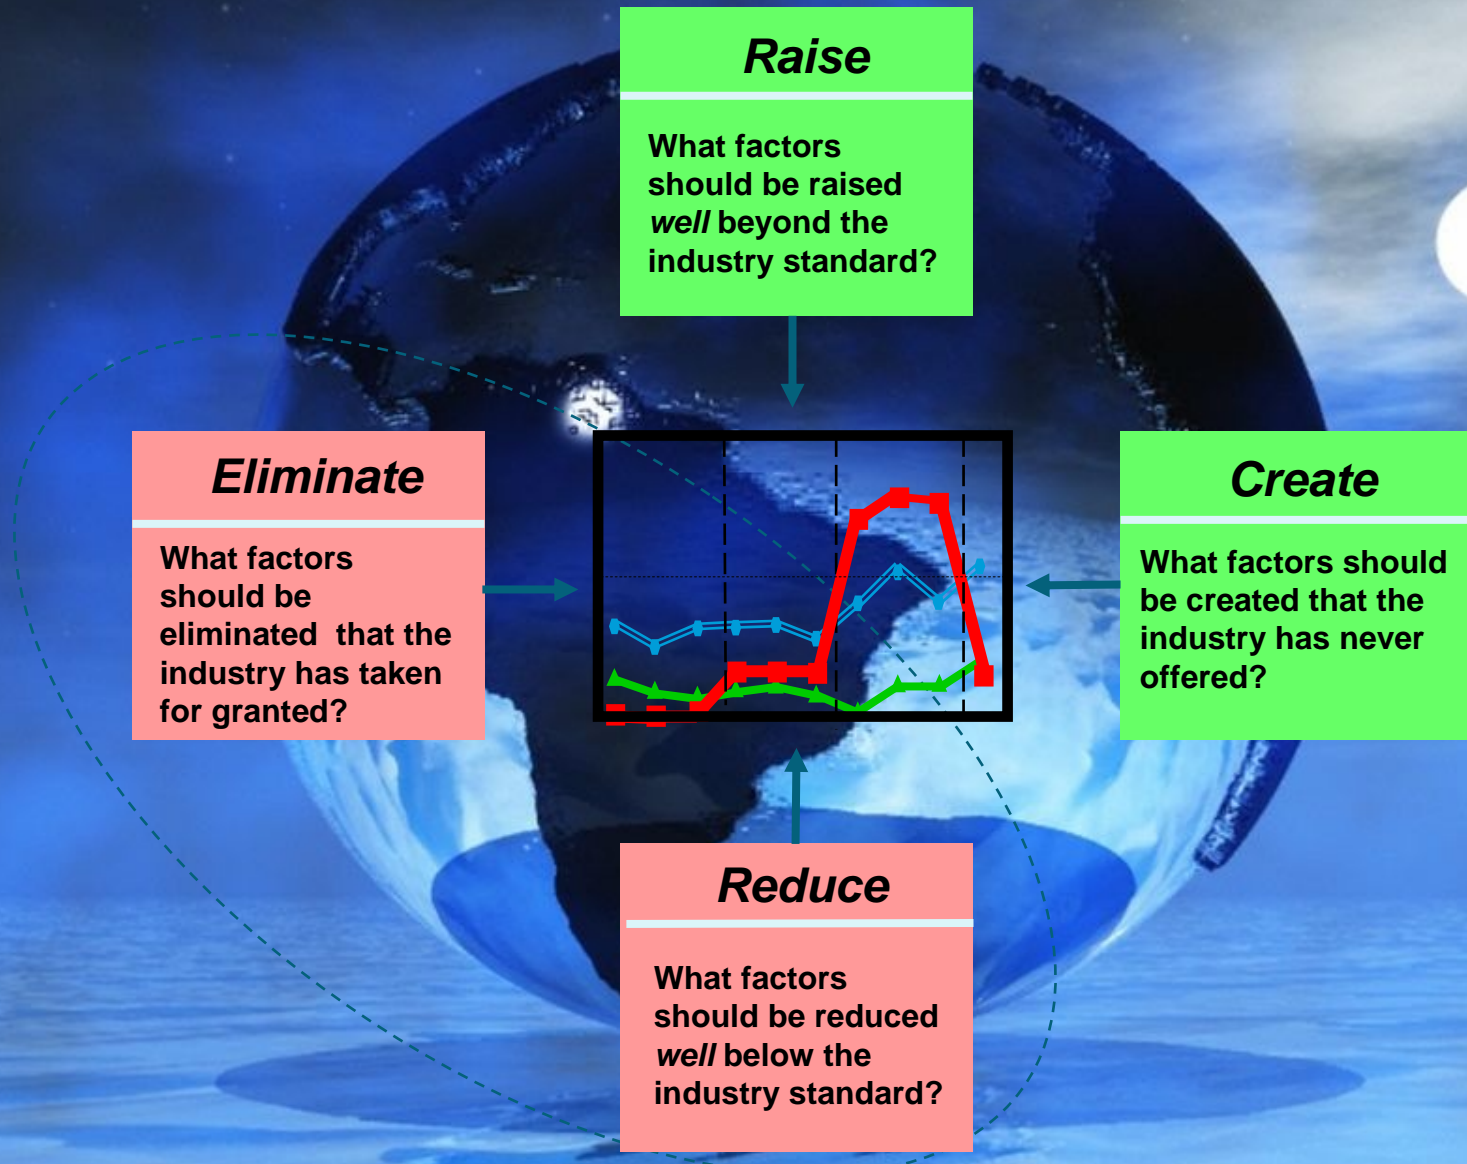 Raise
What factors
should be raised
well beyond the
industry standard?
Eliminate
What factors
should be
eliminated  that the
industry has taken
for granted?
Create
What factors should
be created that the
industry has never
offered?
Reduce
What factors
should be reduced
well below the
industry standard?